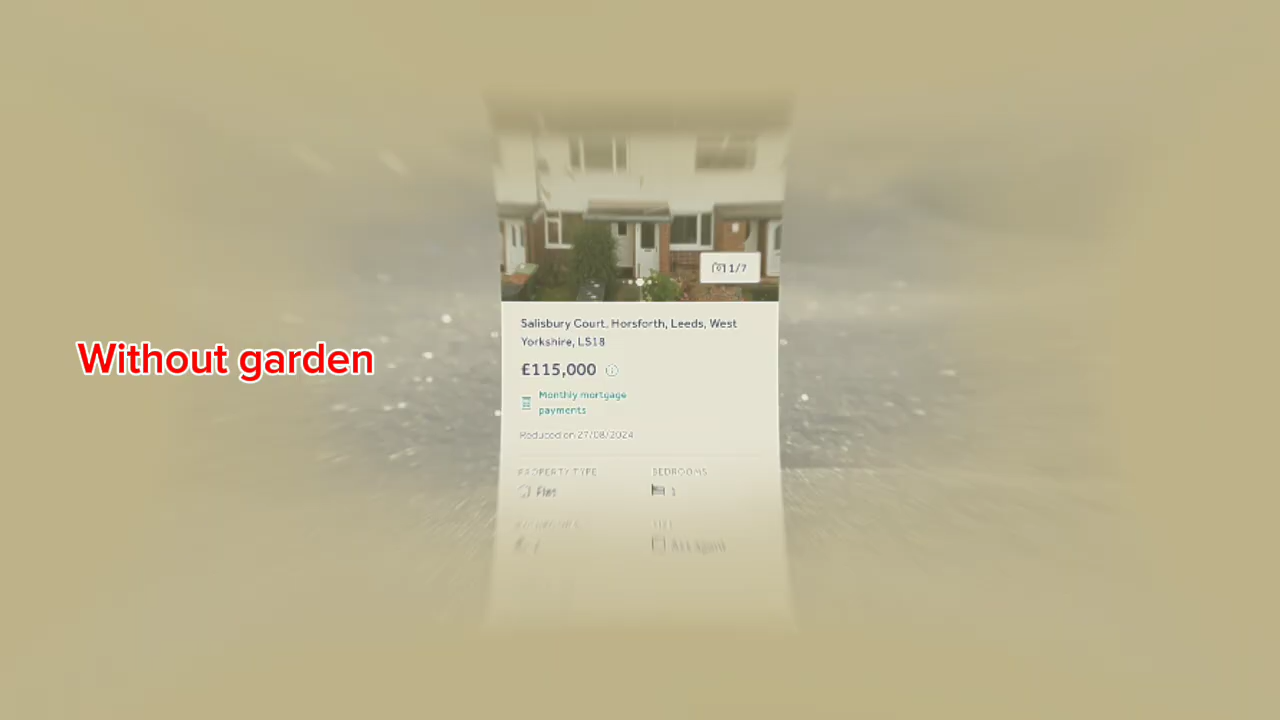 Without garden
1/7
Salisbury Court, Horsforth, Leeds, West
Yorkshire, LS18
£115,000
Monthly mortgage
payments
Reduced on 27/08/2024
PROPERTY TYPE
BEDROOMS
Flat
1
SIZE